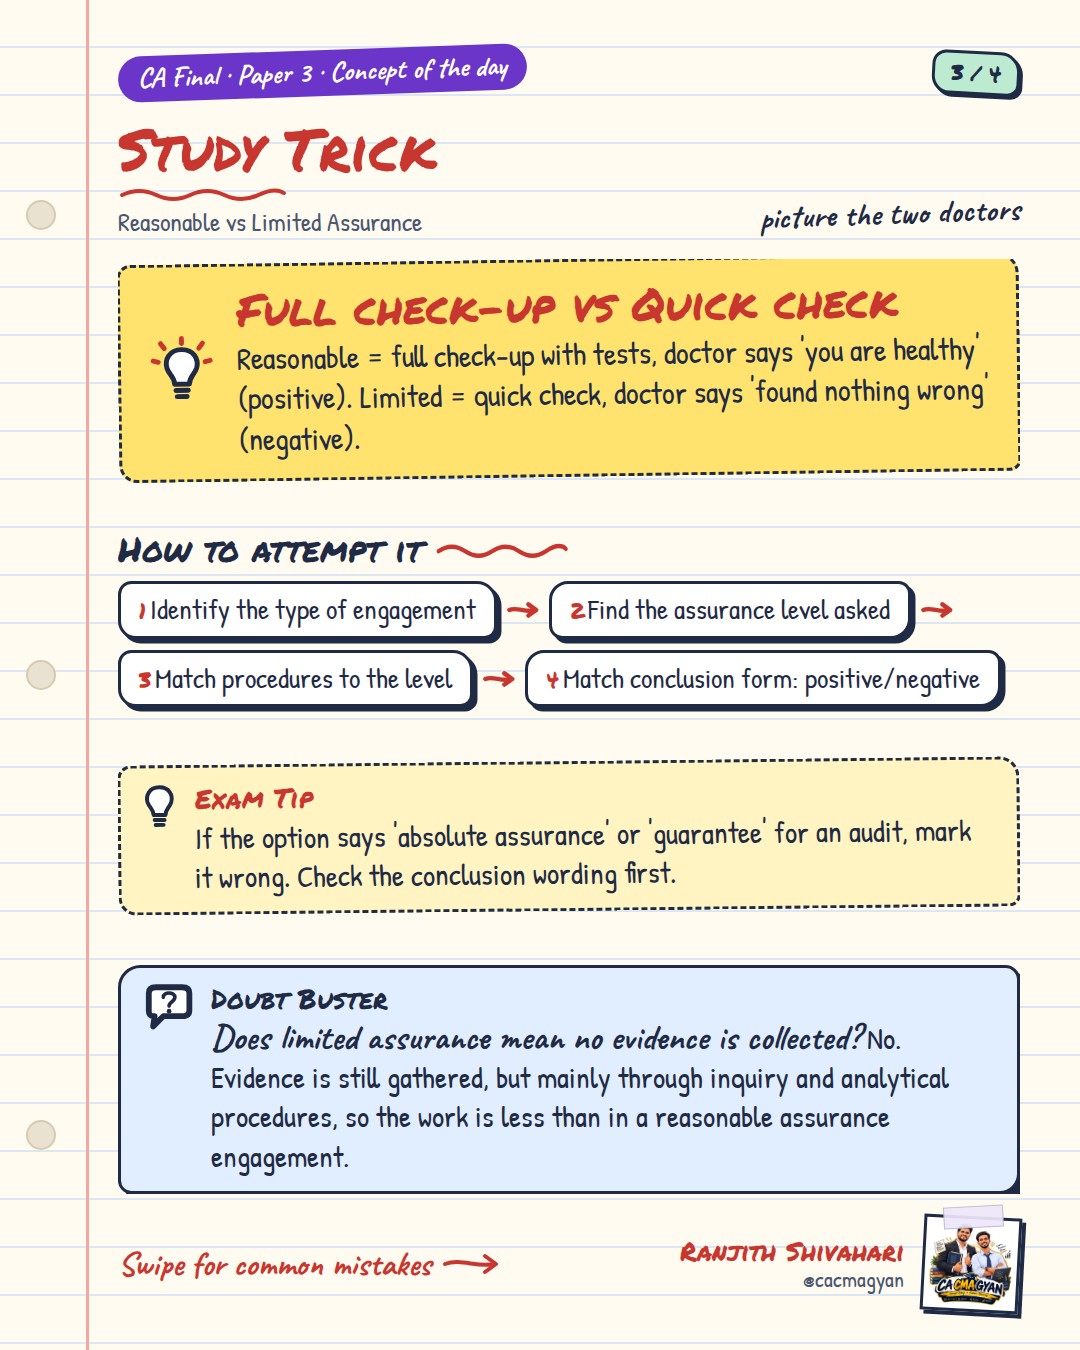 CA Final · Paper 3 · Concept of the day
3 / 4
Study Trick
Reasonable vs Limited Assurance
picture the two doctors
Full check-up vs Quick check
Reasonable = full check-up with tests, doctor says 'you are healthy'
(positive). Limited = quick check, doctor says 'found nothing wrong'
(negative).
How to attempt it
1 Identify the type of engagement
2 Find the assurance level asked
3 Match procedures to the level
4 Match conclusion form: positive/negative
Exam Tip
If the option says 'absolute assurance' or 'guarantee' for an audit, mark
it wrong. Check the conclusion wording first.
Doubt Buster
Does limited assurance mean no evidence is collected? No.
Evidence is still gathered, but mainly through inquiry and analytical
procedures, so the work is less than in a reasonable assurance
engagement.
Swipe for common mistakes
Ranjith Shivahari
@cacmagyan
CA CMA GYAN